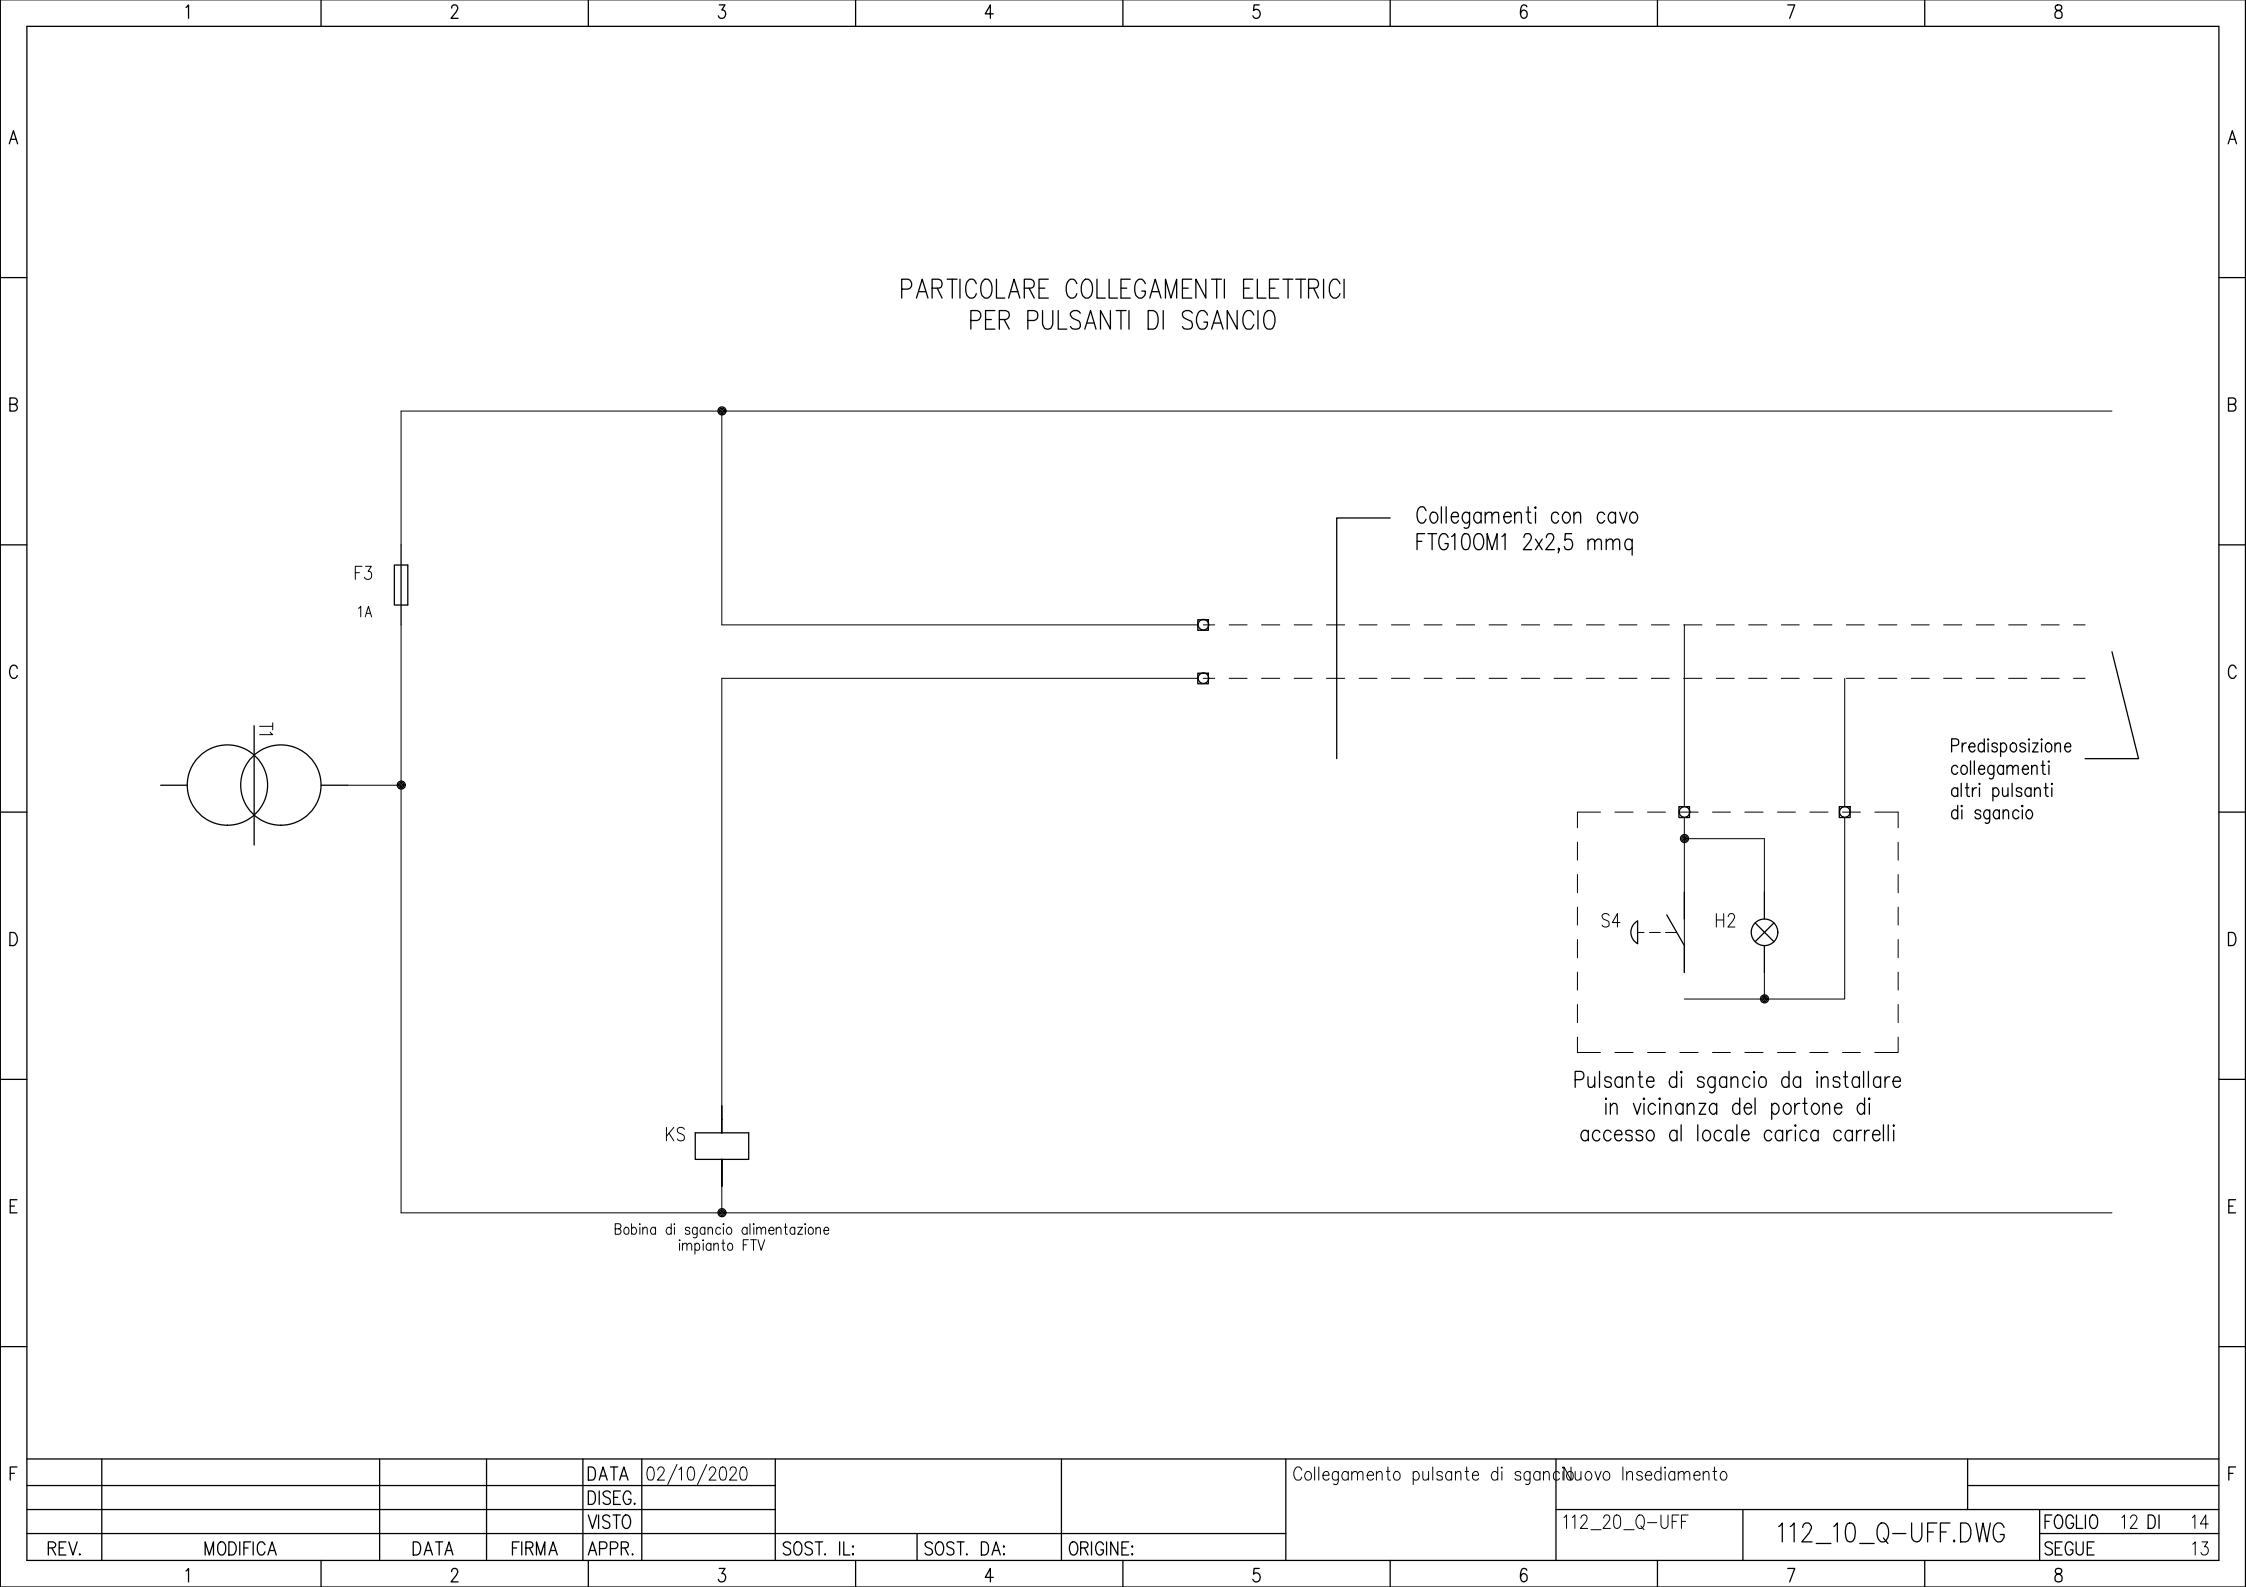 1 2 3 4 5 6 7 8
A A
PARTICOLARE COLLEGAMENTI ELETTRICI
PER PULSANTI DI SGANCIO
B B
Collegamenti con cavo
FTG10OM1 2x2,5 mmq
F3
1A
C C
T1
Predisposizione
collegamenti
altri pulsanti
di sgancio
S4 H2
D D
Pulsante di sgancio da installare
in vicinanza del portone di
accesso al locale carica carrelli
KS
E E
Bobina di sgancio alimentazione
impianto FTV
F F
DATA 02/10/2020
DISEG.
VISTO
REV. MODIFICA DATA FIRMA APPR. SOST. IL: SOST. DA: ORIGINE:
Collegamento pulsante di sgancio
Nuovo Insediamento
112_20_Q-UFF
112_10_Q-UFF.DWG
FOGLIO 12 DI 14
SEGUE 13
1 2 3 4 5 6 7 8